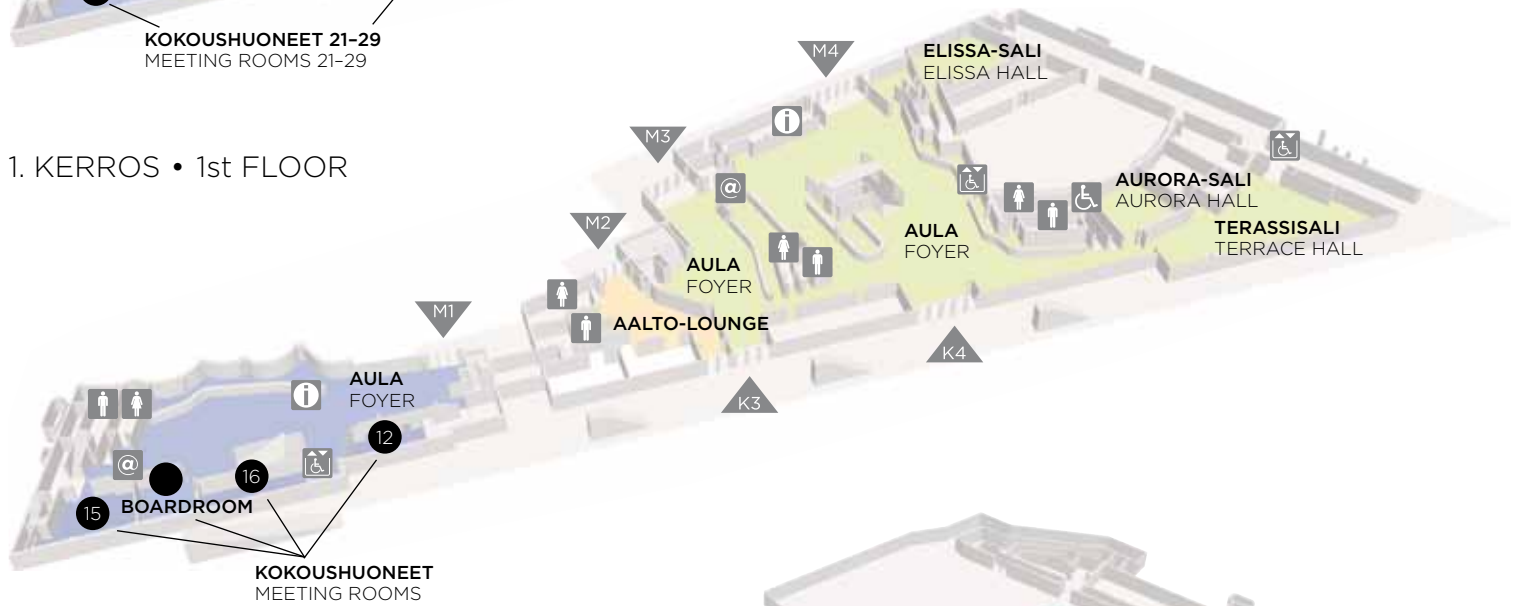 KOKOUSHUONEET 21–29
MEETING ROOMS 21–29
M4
ELISSA-SALI
ELISSA HALL
i
M3
1. KERROS • 1st FLOOR
@
AURORA-SALI
AURORA HALL
M2
AULA
FOYER
TERASSISALI
TERRACE HALL
AULA
FOYER
M1
AALTO-LOUNGE
K4
AULA
FOYER
i
K3
12
@
16
15
BOARDROOM
KOKOUSHUONEET
MEETING ROOMS